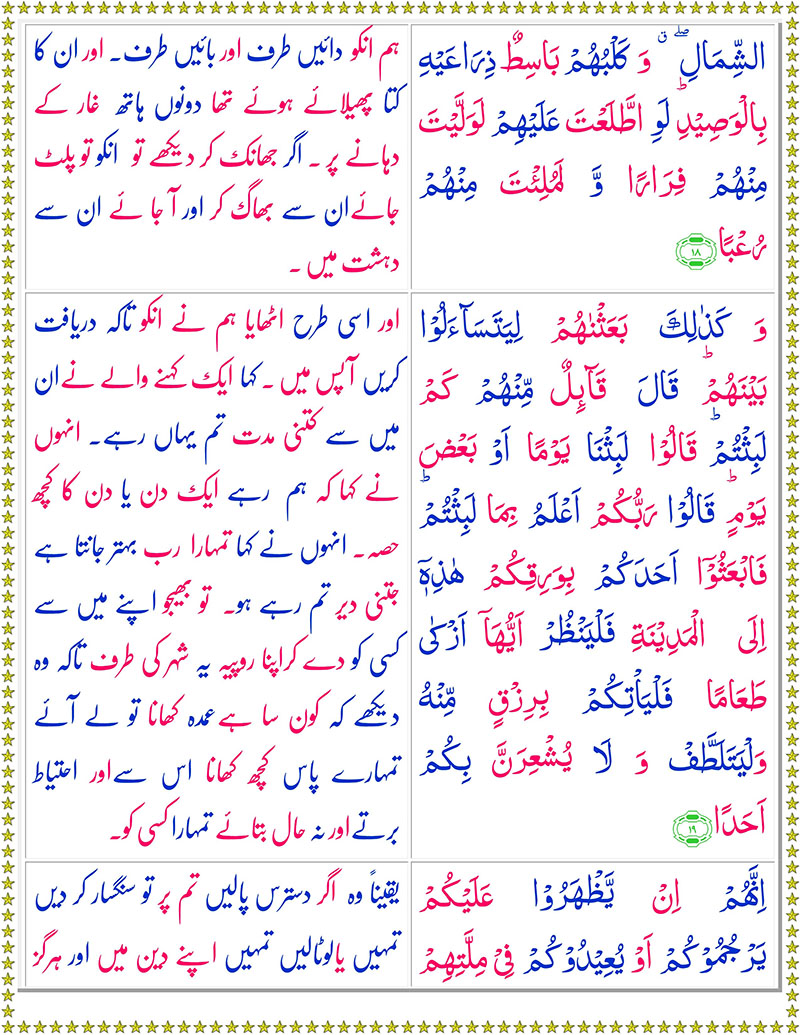 الشِّمَالِ ۖ ق وَ كَلْبُهُمْ بَاسِطٌ ذِرَاعَيْهِ
بِالْوَصِيْدِ ؕ لَوِ اطَّلَعْتَ عَلَيْهِمْ لَوَلَّيْتَ
مِنْهُمْ فِرَارًا وَّ لَمُلِئْتَ مِنْهُمْ
رُعْبًا ﴿۱۸﴾
ہم انکو دائیں طرف اور بائیں طرف۔ اور ان کا
کتا پھیلائے ہوئے تھا دونوں ہاتھ غار کے
دہانے پر ۔ اگر جھانک کر دیکھے تو انکو تو پلٹ
جائے ان سے بھاگ کر اور آ جا ئے ان سے
دہشت میں ۔
وَ كَذٰلِكَ بَعَثْنٰهُمْ لِيَتَسَآءَلُوْا
بَيْنَهُمْ ؕ قَالَ قَآىِٕلٌ مِّنْهُمْ كَمْ
لَبِثْتُمْ ؕ قَالُوْا لَبِثْنَا يَوْمًا اَوْ بَعْضَ
يَوْمٍ ؕ قَالُوْا رَبُّكُمْ اَعْلَمُ بِمَا لَبِثْتُمْ ؕ
فَابْعَثُوْۤا اَحَدَكُمْ بِوَرِقِكُمْ هٰذِهٖۤ
اِلَى الْمَدِيْنَةِ فَلْيَنْظُرْ اَيُّهَاۤ اَزْكٰى
طَعَامًا فَلْيَاْتِكُمْ بِرِزْقٍ مِّنْهُ
وَلْيَتَلَطَّفْ وَ لَا يُشْعِرَنَّ بِكُمْ
اَحَدًا ﴿۱۹﴾
اور اسی طرح اٹھایا ہم نے انکو تاکہ دریافت
کریں آپس میں ۔ کہا ایک کہنے والے نے ان
میں سے کتنی مدت تم یہاں رہے۔ انہوں
نے کہا کہ ہم رہے ایک دن یا دن کا کچھ
حصہ ۔ انہوں نے کہا تمہارا رب بہتر جانتا ہے
جتنی دیر تم رہے ہو۔ تو بھیجو اپنے میں سے
کسی کو دے کر اپنا روپیہ یہ شہر کی طرف تاکہ وہ
دیکھے کہ کون سا ہے عمدہ کھانا تو لے آئے
تمہارے پاس کچھ کھانا اس سے اور احتیاط
برتے اور نہ حال بتائے تمہارا کسی کو۔
اِنَّهُمْ اِنْ يَّظْهَرُوْا عَلَيْكُمْ
يَرْجُمُوْكُمْ اَوْ يُعِيْدُوْكُمْ فِيْ مِلَّتِهِمْ
یقیناً وہ اگر دسترس پالیں تم پر تو سنگسار کر دیں
تمہیں یا لوٹالیں تمہیں اپنے دین میں اور ہرگز